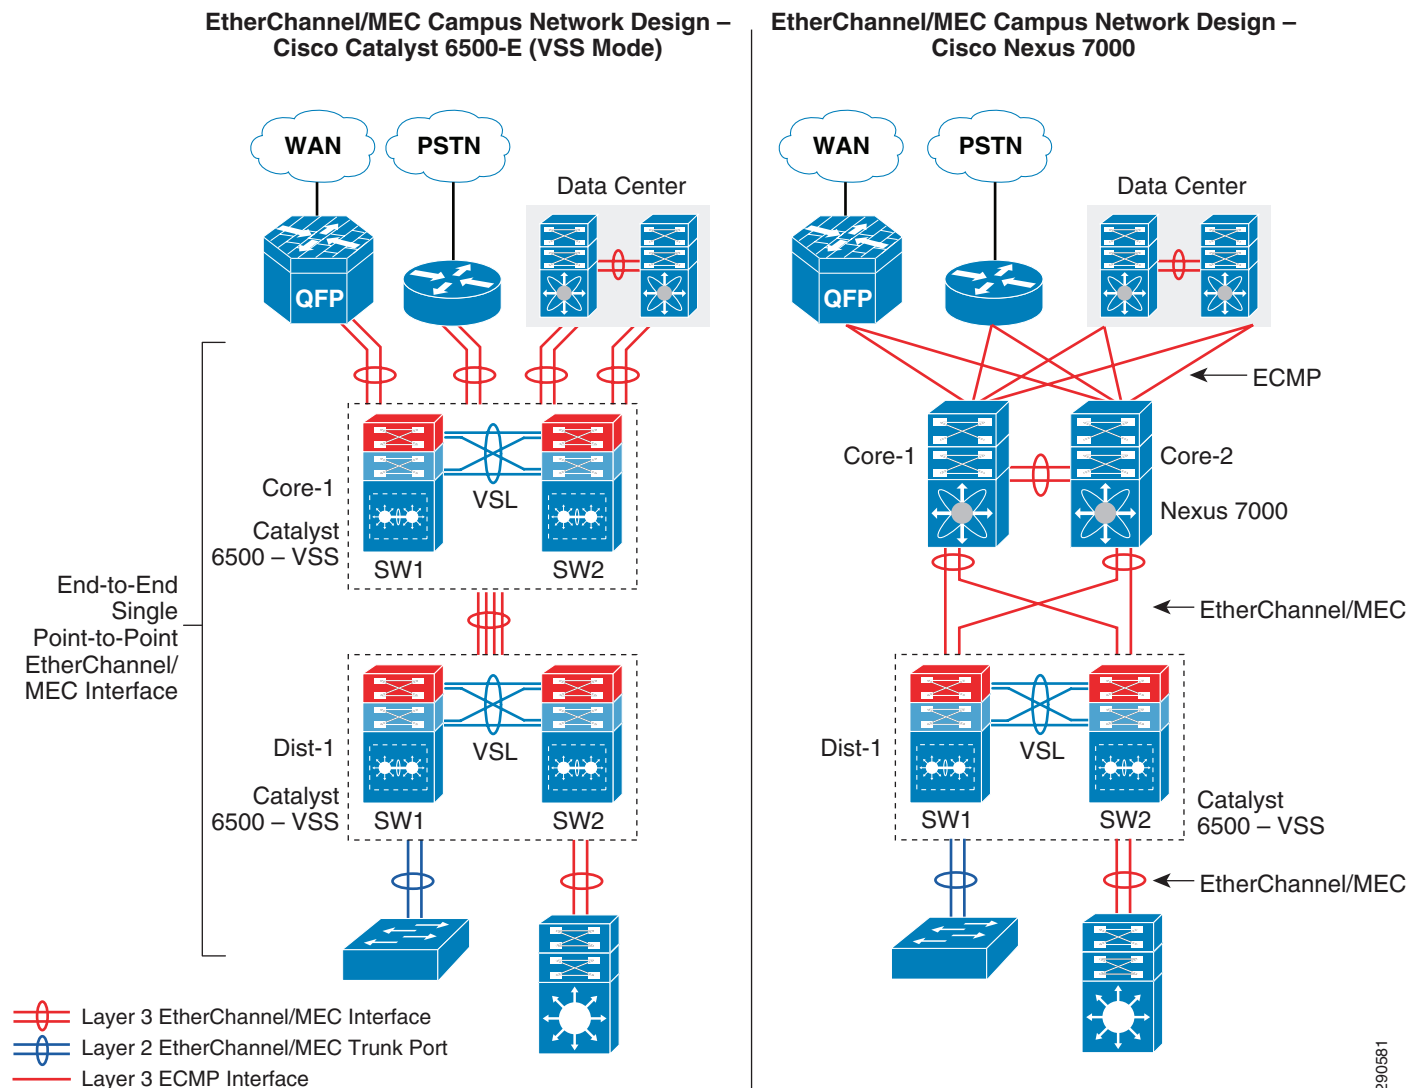 EtherChannel/MEC Campus Network Design –
Cisco Catalyst 6500-E (VSS Mode)
WAN
PSTN
Data Center
QFP
Core-1
Catalyst
6500 – VSS
VSL
SW1
SW2
End-to-End
Single
Point-to-Point
EtherChannel/
MEC Interface
Dist-1
Catalyst
6500 – VSS
VSL
SW1
SW2
Layer 3 EtherChannel/MEC Interface
Layer 2 EtherChannel/MEC Trunk Port
Layer 3 ECMP Interface
EtherChannel/MEC Campus Network Design –
Cisco Nexus 7000
WAN
PSTN
Data Center
QFP
ECMP
Core-1
Core-2
Nexus 7000
EtherChannel/MEC
Dist-1
VSL
SW1
SW2
Catalyst
6500 – VSS
EtherChannel/MEC
290581